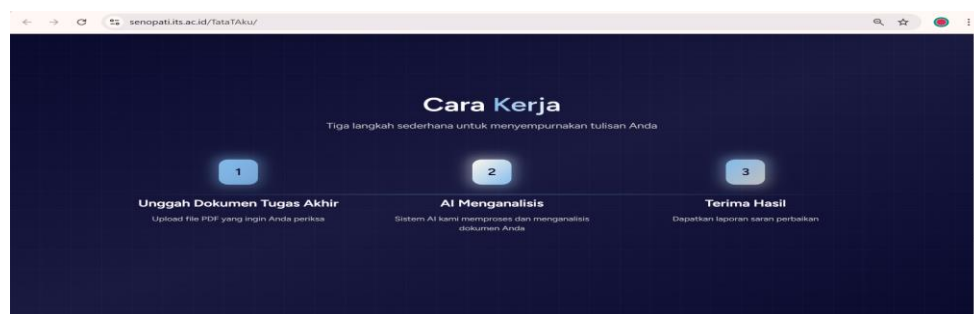 senopati.its.ac.id/TataTAku/
Cara Kerja
Tiga langkah sederhana untuk menyempurnakan tulisan Anda
1
2
3
Unggah Dokumen Tugas Akhir
AI Menganalisis
Terima Hasil
Upload file PDF yang ingin Anda periksa
Sistem AI kami memproses dan menganalisis
dokumen Anda
Dapatkan laporan saran perbaikan